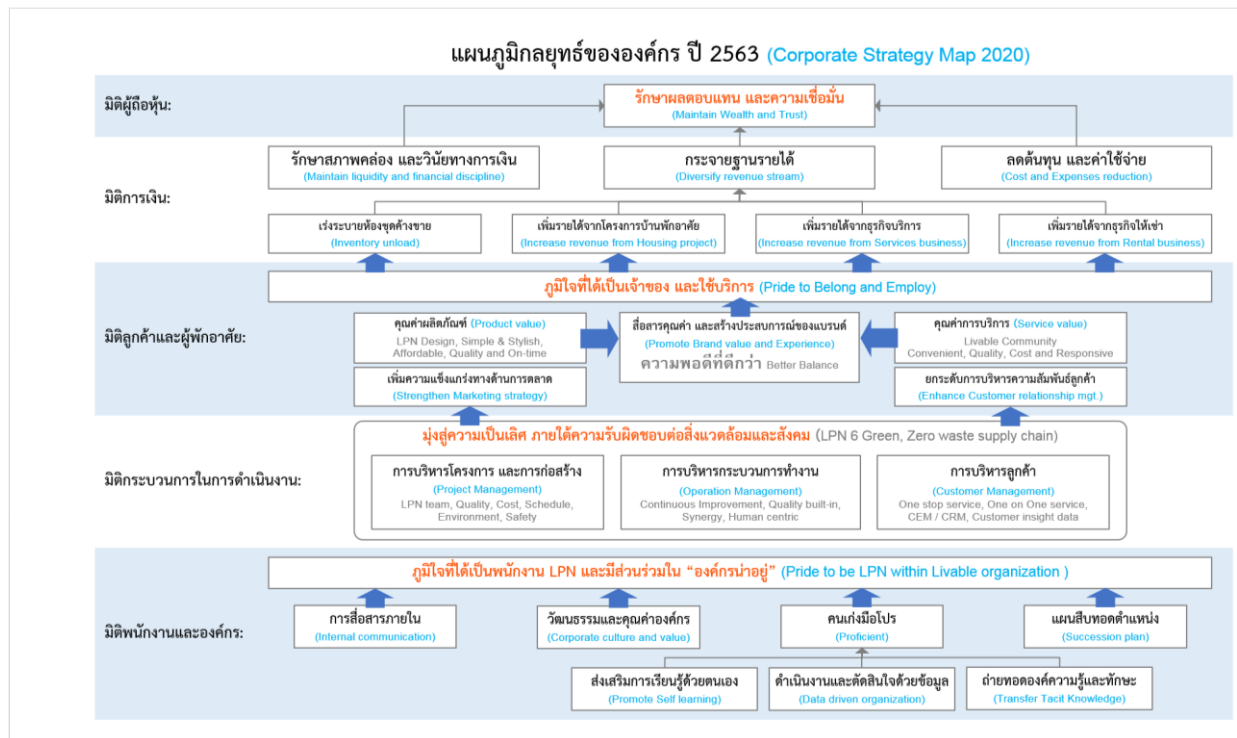 แผนภูมิกลยุทธ์ขององค์กร ปี 2563 (Corporate Strategy Map 2020)
มิติผู้ถือหุ้น:
รักษาผลตอบแทน และความเชื่อมั่น
(Maintain Wealth and Trust)
มิติการเงิน:
รักษาสภาพคล่อง และวินัยทางการเงิน
(Maintain liquidity and financial discipline)
กระจายฐานรายได้
(Diversify revenue stream)
ลดต้นทุน และค่าใช้จ่าย
(Cost and Expenses reduction)
เร่งระบายห้องชุดค้างขาย
(Inventory unload)
เพิ่มรายได้จากโครงการบ้านพักอาศัย
(Increase revenue from Housing project)
เพิ่มรายได้จากธุรกิจบริการ
(Increase revenue from Services business)
เพิ่มรายได้จากธุรกิจให้เช่า
(Increase revenue from Rental business)
มิติลูกค้าและผู้พักอาศัย:
ภูมิใจที่ได้เป็นเจ้าของ และใช้บริการ (Pride to Belong and Employ)
คุณค่าผลิตภัณฑ์ (Product value)
LPN Design, Simple & Stylish,
Affordable, Quality and On-time
เพิ่มความแข็งแกร่งทางด้านการตลาด
(Strengthen Marketing strategy)
สื่อสารคุณค่า และสร้างประสบการณ์ของแบรนด์
(Promote Brand value and Experience)
ความพอดีที่ดีกว่า Better Balance
คุณค่าการบริการ (Service value)
Livable Community
Convenient, Quality, Cost and Responsive
ยกระดับการบริหารความสัมพันธ์ลูกค้า
(Enhance Customer relationship mgt.)
มิติกระบวนการในการดำเนินงาน:
มุ่งสู่ความเป็นเลิศ ภายใต้ความรับผิดชอบต่อสิ่งแวดล้อมและสังคม (LPN 6 Green, Zero waste supply chain)
การบริหารโครงการ และการก่อสร้าง
(Project Management)
LPN team, Quality, Cost, Schedule,
Environment, Safety
การบริหารกระบวนการทำงาน
(Operation Management)
Continuous Improvement, Quality built-in,
Synergy, Human centric
การบริหารลูกค้า
(Customer Management)
One stop service, One on One service,
CEM / CRM, Customer insight data
มิติพนักงานและองค์กร:
ภูมิใจที่ได้เป็นพนักงาน LPN และมีส่วนร่วมใน “องค์กรน่าอยู่” (Pride to be LPN within Livable organization )
การสื่อสารภายใน
(Internal communication)
วัฒนธรรมและคุณค่าองค์กร
(Corporate culture and value)
คนเก่งมือโปร
(Proficient)
แผนสืบทอดตำแหน่ง
(Succession plan)
ส่งเสริมการเรียนรู้ด้วยตนเอง
(Promote Self learning)
ดำเนินงานและตัดสินใจด้วยข้อมูล
(Data driven organization)
ถ่ายทอดองค์ความรู้และทักษะ
(Transfer Tacit Knowledge)